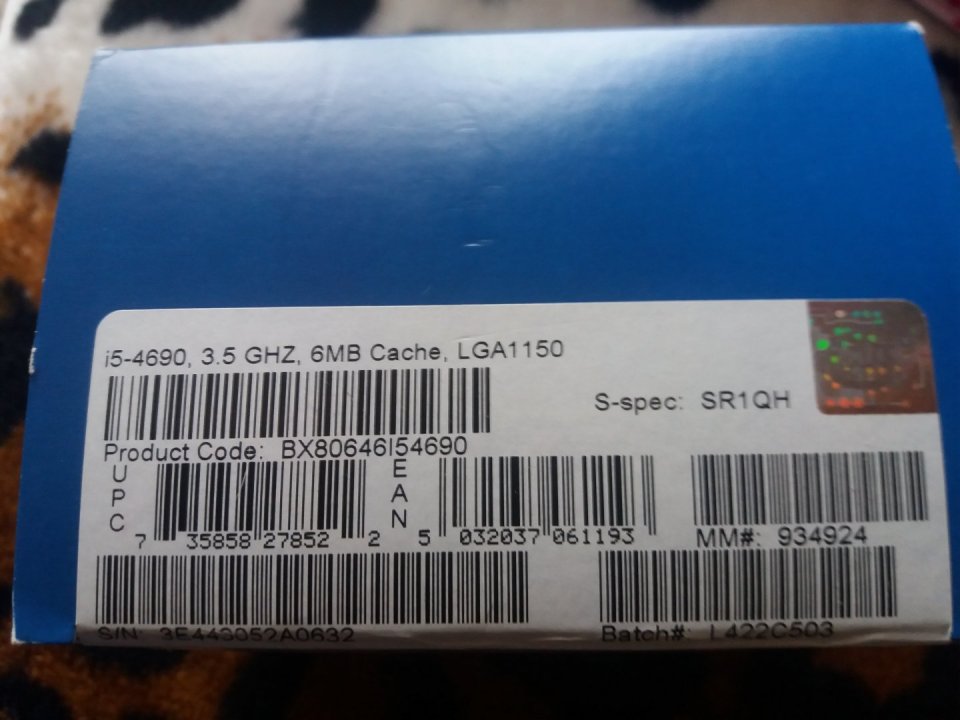 i5-4690, 3.5 GHZ, 6MB Cache, LGA1150
S-spec: SR1QH
Product Code: BX80646I54690
UPC
7 35858 27852 2
EAN
5 032037 061193
MM#: 934924
S/N: 3E443052A0632
Batch#: L422C503